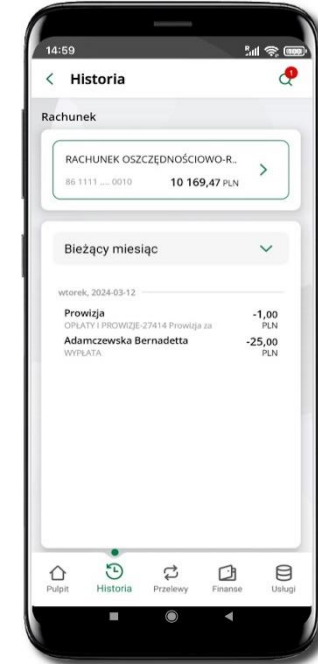 14:59
Historia
1
Rachunek
RACHUNEK OSZCZĘDNOŚCIOWO-R..
86 1111 .... 0010 10 169,47 PLN
Bieżący miesiąc
wtorek, 2024-03-12
Prowizja -1,00
OPŁATY I PROWIZJE-27414 Prowizja za PLN
Adamczewska Bernadetta -25,00
WYPŁATA PLN
Pulpit Historia Przelewy Finanse Usługi